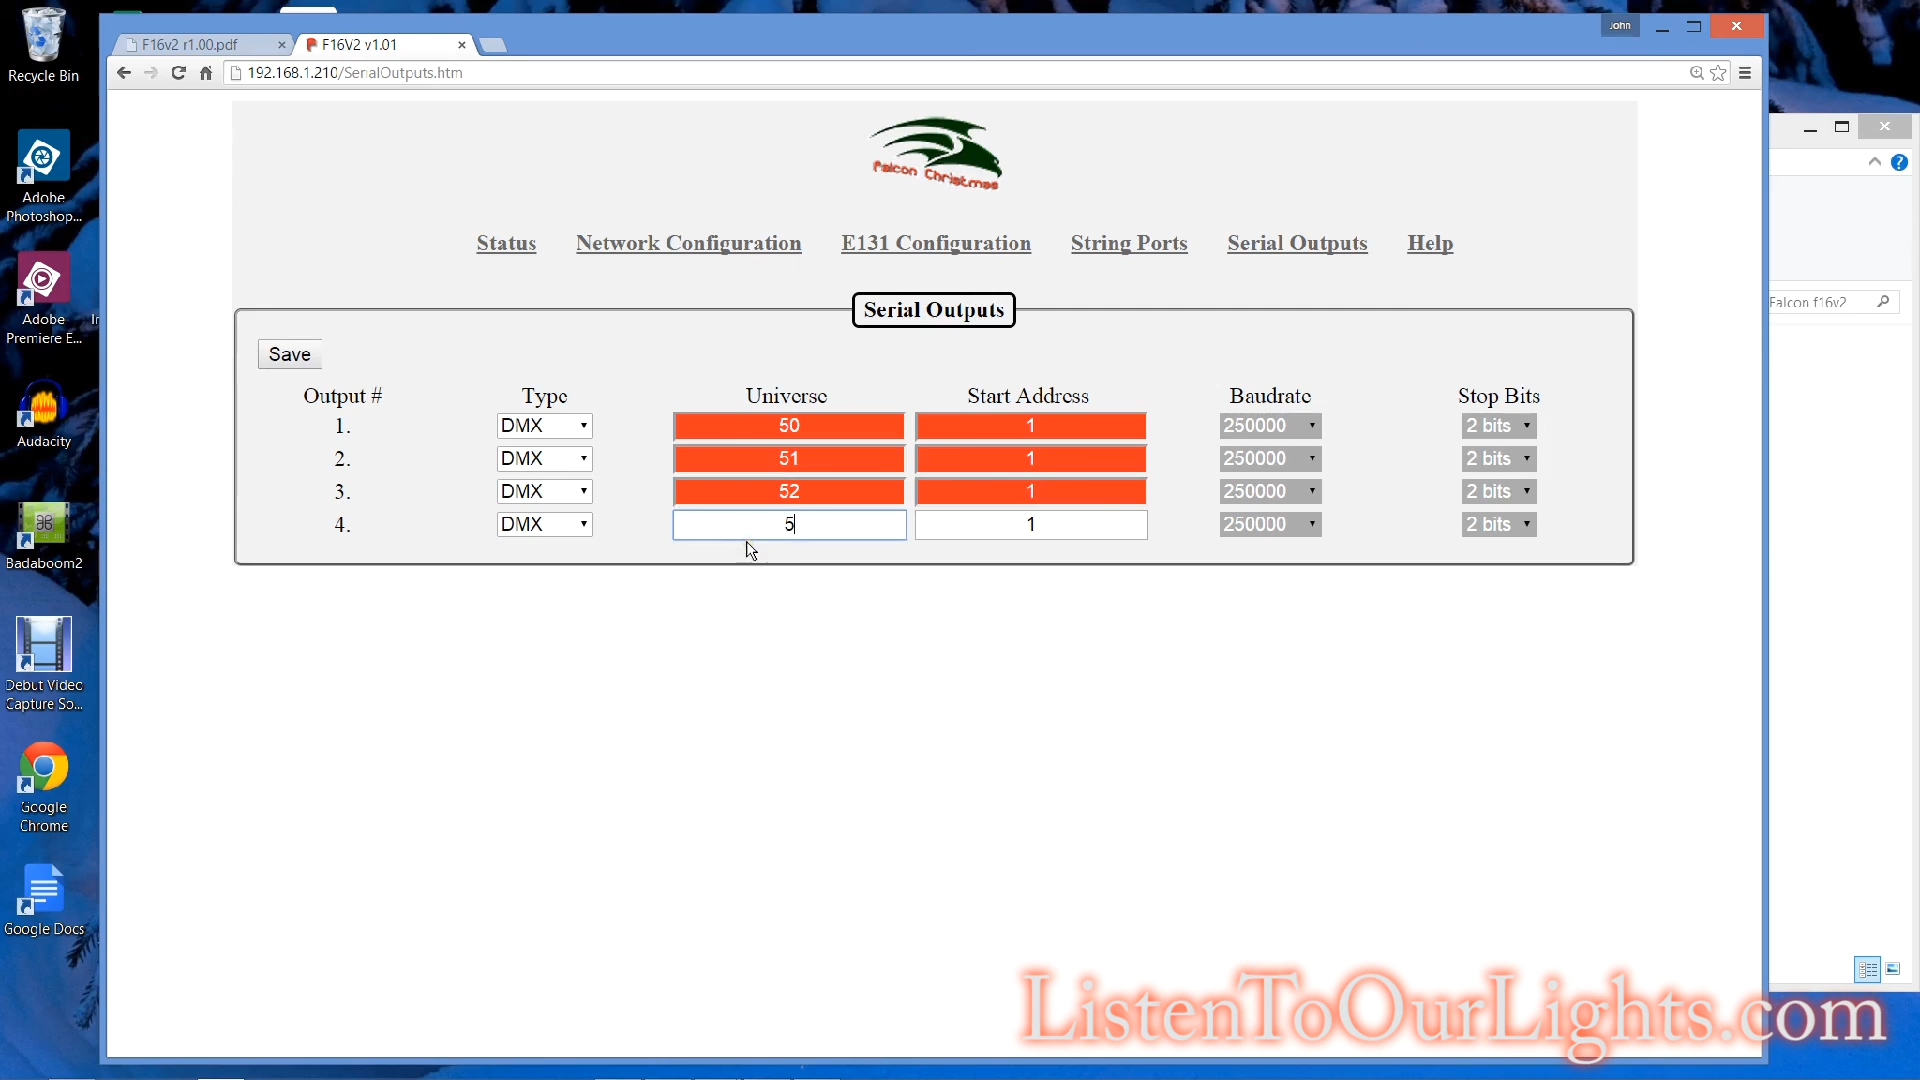 John
F16v2 r1.00.pdf
F16V2 v1.01
192.168.1.210/SerialOutputs.htm
Recycle Bin
Adobe
Photoshop...
Adobe
Premiere E...
Audacity
Badaboom2
Debut Video
Capture So...
Google
Chrome
Google Docs
Falcon Christmas
Status Network Configuration E131 Configuration String Ports Serial Outputs Help
Falcon f16v2
Serial Outputs
Save
Output # Type Universe Start Address Baudrate Stop Bits
1. DMX 50 1 250000 2 bits
2. DMX 51 1 250000 2 bits
3. DMX 52 1 250000 2 bits
4. DMX 5 1 250000 2 bits
ListenToOurLights.com